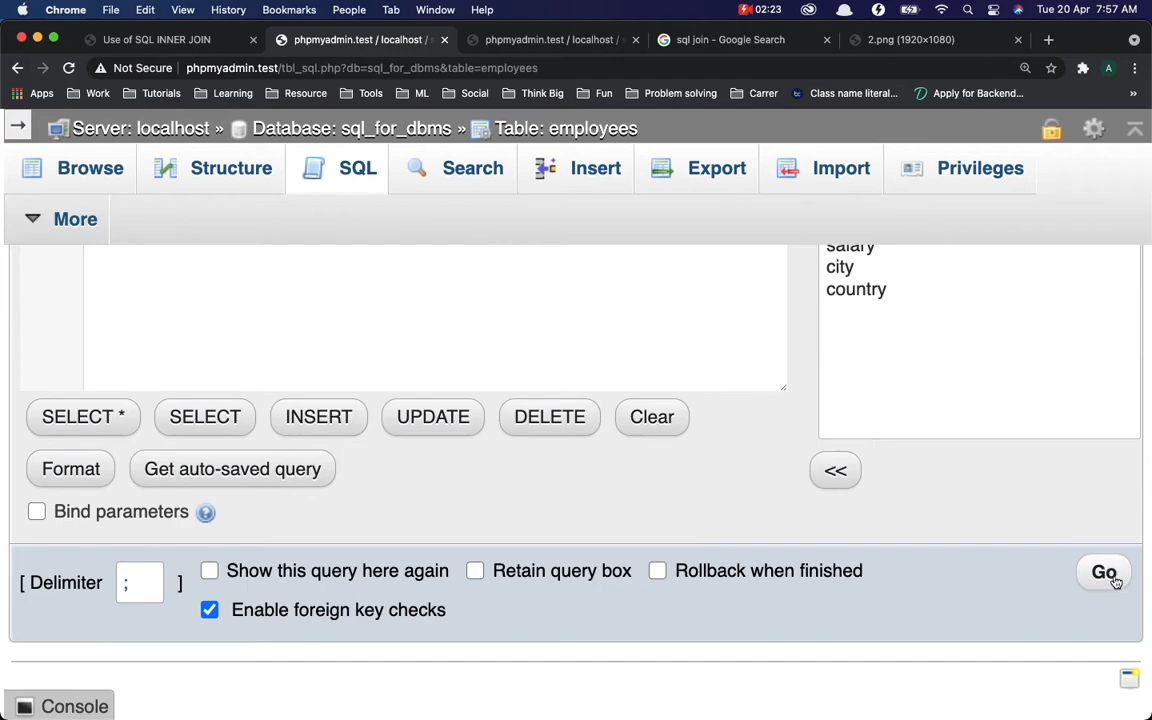 Chrome File Edit View History Bookmarks People Tab Window Help 02:23 Tue 20 Apr 7:57 AM
Use of SQL INNER JOIN phpmyadmin.test / localhost / phpmyadmin.test / localhost / sql join - Google Search 2.png (1920×1080)
Not Secure phpmyadmin.test/tbl_sql.php?db=sql_for_dbms&table=employees A
Apps Work Tutorials Learning Resource Tools ML Social Think Big Fun Problem solving Carrer bc Class name literal... Apply for Backend... »
Server: localhost » Database: sql_for_dbms » Table: employees
Browse Structure SQL Search Insert Export Import Privileges
More
salary
city
country
SELECT * SELECT INSERT UPDATE DELETE Clear
Format Get auto-saved query <<
Bind parameters
[ Delimiter ; ] Show this query here again Retain query box Rollback when finished Go
Enable foreign key checks
Console